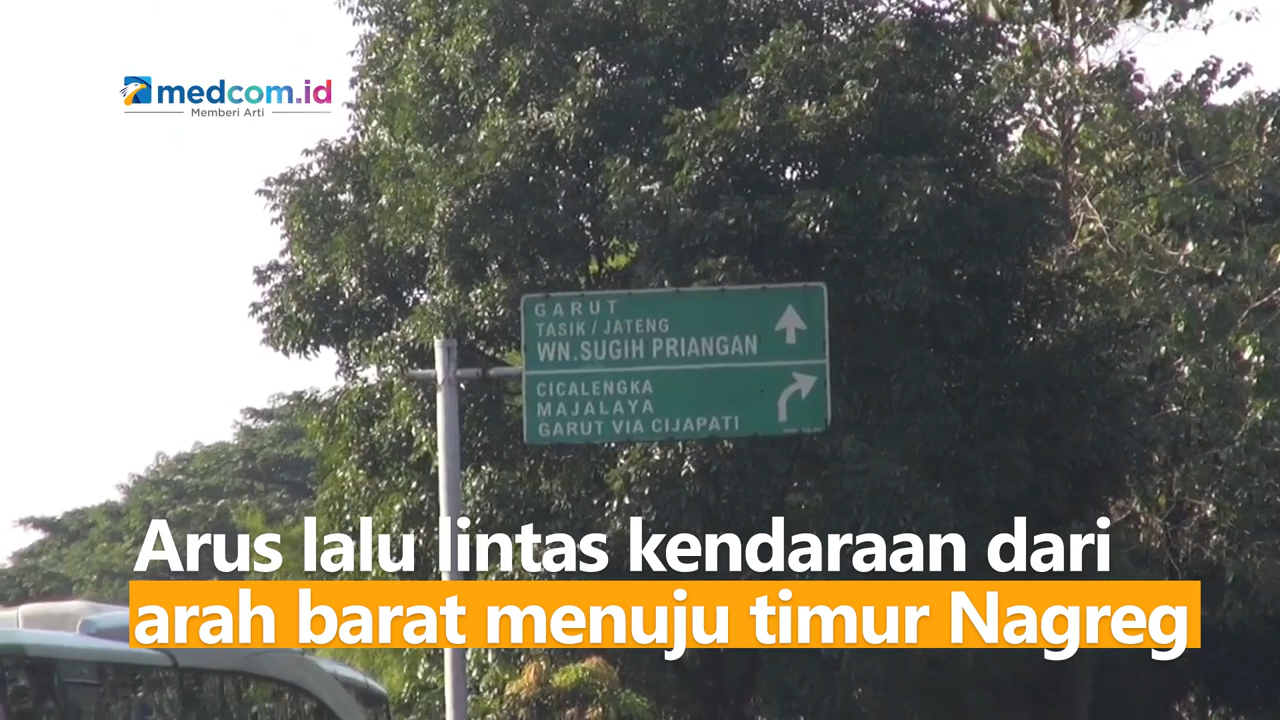 medcom.id
Memberi Arti
GARUT
TASIK / JATENG
WN.SUGIH PRIANGAN
CICALENGKA
MAJALAYA
GARUT VIA CIJAPATI
Arus lalu lintas kendaraan dari
arah barat menuju timur Nagreg